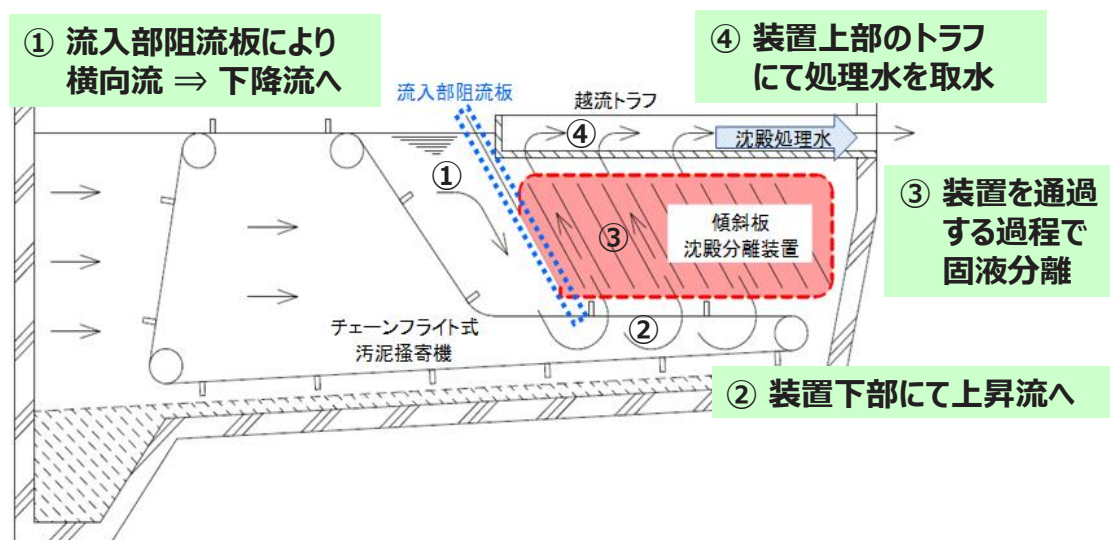 ① 流入部阻流板により
横向流 ⇒ 下降流へ
④ 装置上部のトラフ
にて処理水を取水
流入部阻流板
越流トラフ
④
沈殿処理水
①
③ 装置を通過
する過程で
固液分離
傾斜板
沈殿分離装置
③
チェーンフライト式
汚泥掻寄機
②
② 装置下部にて上昇流へ